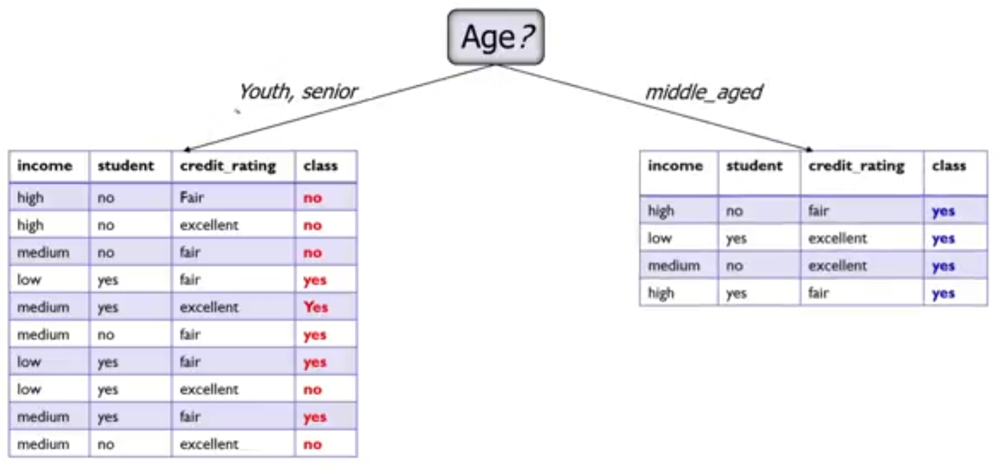 Age?
Youth, senior
middle_aged
income student credit_rating class
high no Fair no
high no excellent no
medium no fair no
low yes fair yes
medium yes excellent Yes
medium no fair yes
low yes fair yes
low yes excellent no
medium yes fair yes
medium no excellent no
income student credit_rating class
high no fair yes
low yes excellent yes
medium no excellent yes
high yes fair yes